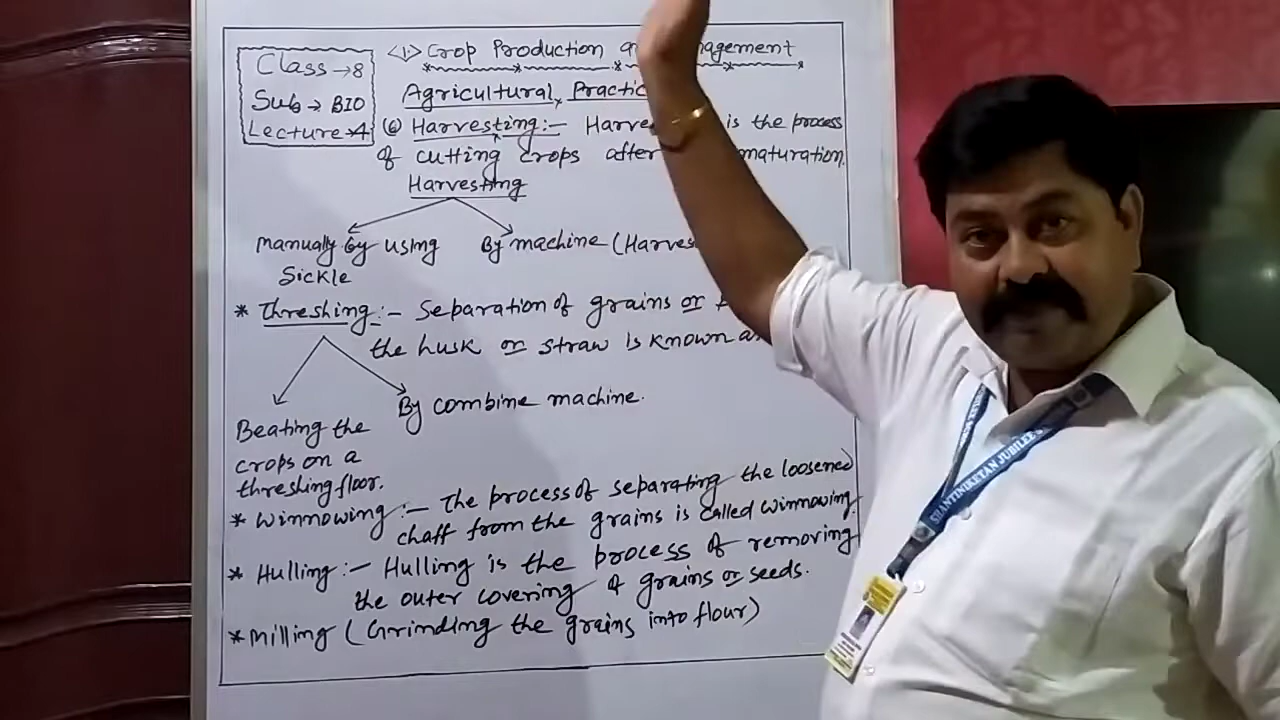 Class → 8
Sub → BIO
Lecture → 4
<1.> Crop Production
Agricultural Practic
(6) Harvesting :- Harve is the process
of cutting crops after maturation.
Harvesting
Manually by using
Sickle
By machine (Harves
* Threshing :- Separation of grains or
the husk or straw is known a
Beating the
crops on a
threshing floor.
By combine machine.
* Winnowing :- The process of separating the loosened
chaff from the grains is called winnowing.
* Hulling :- Hulling is the process of removing
the outer covering of grains or seeds.
* Milling (Grinding the grains into flour)
SHANTINIKETAN JUBILEE